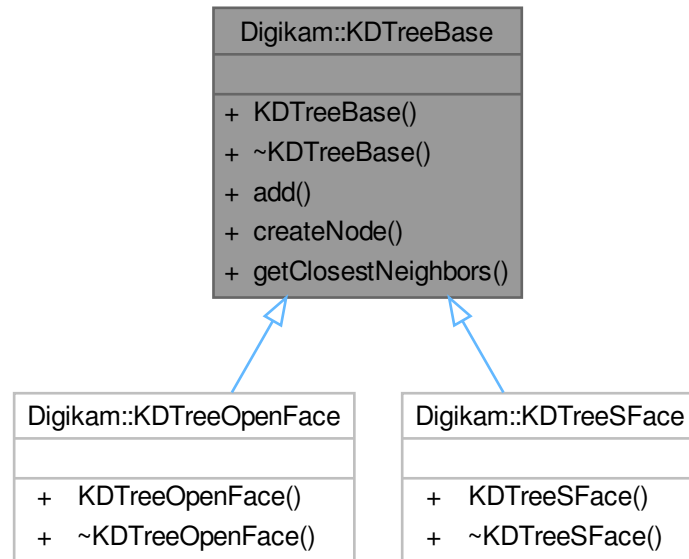 Digikam::KDTreeBase
+ KDTreeBase()
+ ~KDTreeBase()
+ add()
+ createNode()
+ getClosestNeighbors()
Digikam::KDTreeOpenFace
+ KDTreeOpenFace()
+ ~KDTreeOpenFace()
Digikam::KDTreeSFace
+ KDTreeSFace()
+ ~KDTreeSFace()